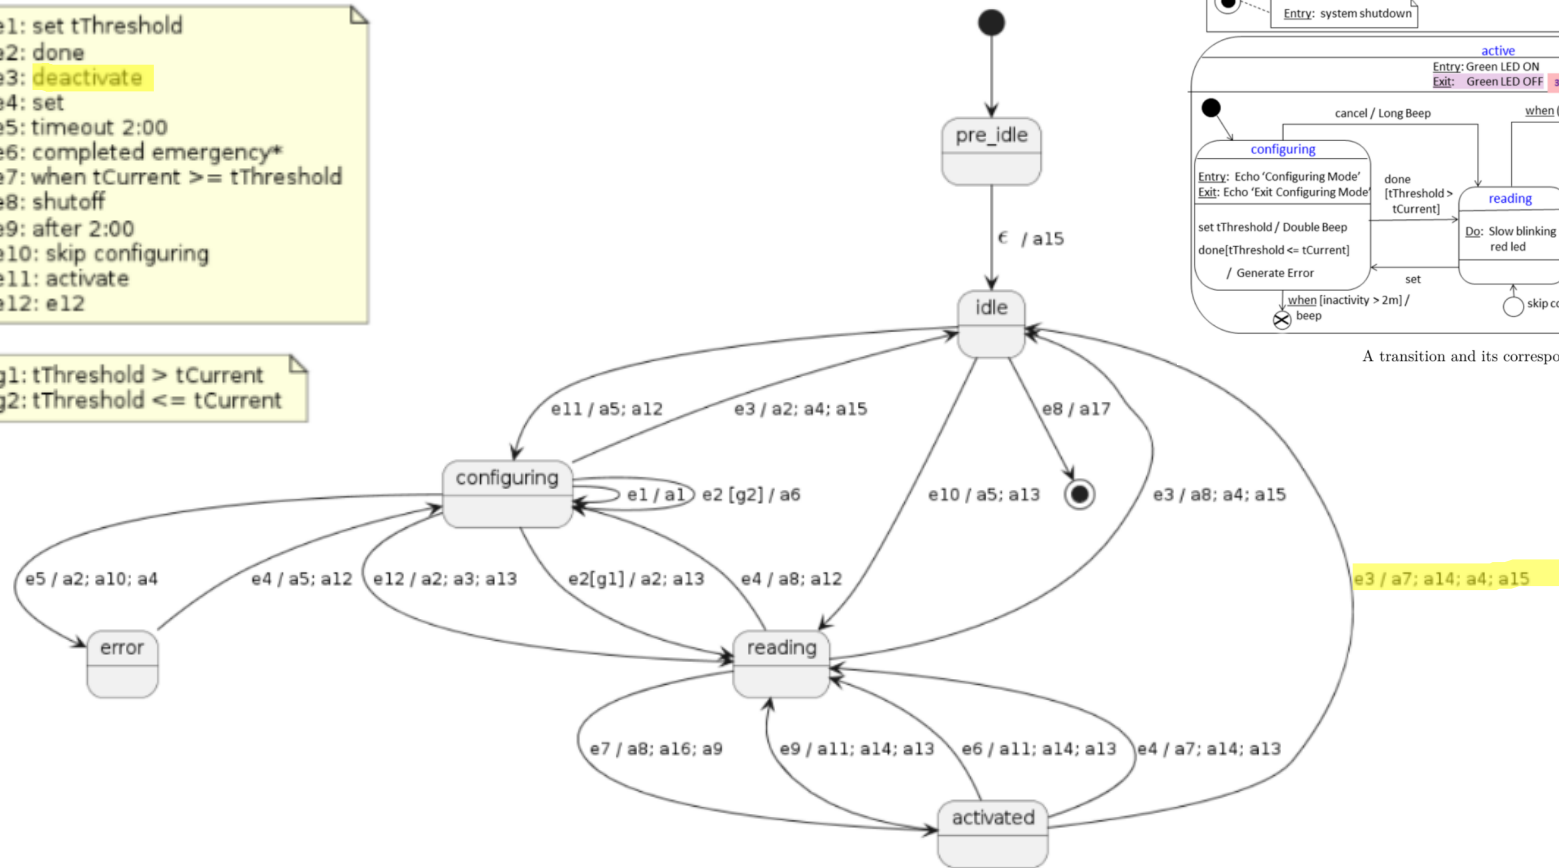 e1: set tThreshold
e2: done
e3: deactivate
e4: set
e5: timeout 2:00
e6: completed emergency*
e7: when tCurrent >= tThreshold
e8: shutoff
e9: after 2:00
e10: skip configuring
e11: activate
e12: e12
g1: tThreshold > tCurrent
g2: tThreshold <= tCurrent
pre_idle
ϵ / a15
idle
e11 / a5; a12
e3 / a2; a4; a15
e8 / a17
configuring
e1 / a1
e2 [g2] / a6
e10 / a5; a13
e3 / a8; a4; a15
e5 / a2; a10; a4
e4 / a5; a12
e12 / a2; a3; a13
e2[g1] / a2; a13
e4 / a8; a12
e3 / a7; a14; a4; a15
error
reading
e7 / a8; a16; a9
e9 / a11; a14; a13
e6 / a11; a14; a13
e4 / a7; a14; a13
activated
Entry: system shutdown
active
Entry: Green LED ON
Exit: Green LED OFF
cancel / Long Beep
when (
configuring
Entry: Echo ‘Configuring Mode’
Exit: Echo ‘Exit Configuring Mode’
set tThreshold / Double Beep
done[tThreshold <= tCurrent]
/ Generate Error
done
[tThreshold >
tCurrent]
reading
Do: Slow blinking
red led
set
when [inactivity > 2m] /
beep
skip
A transition and its